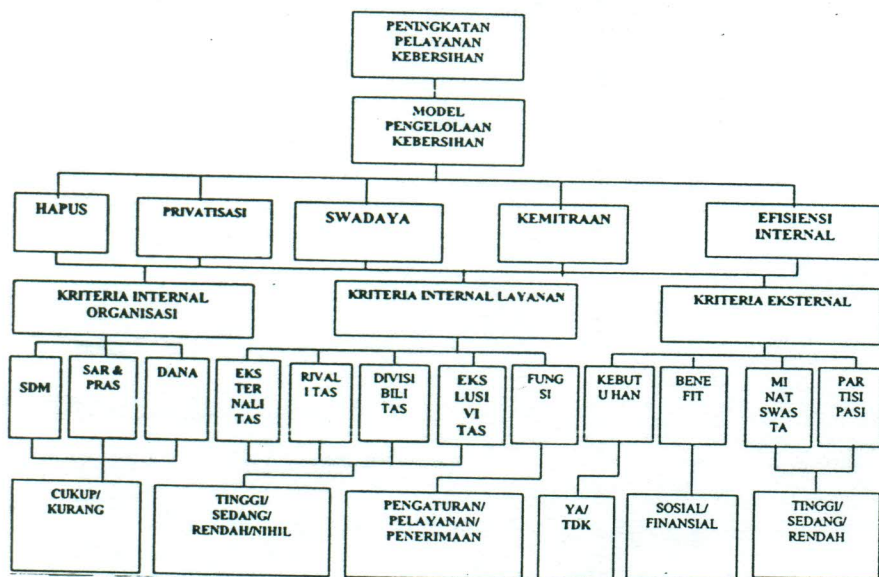 PENINGKATAN
PELAYANAN
KEBERSIHAN
MODEL
PENGELOLAAN
KEBERSIHAN
HAPUS
PRIVATISASI
SWADAYA
KEMITRAAN
EFISIENSI
INTERNAL
KRITERIA INTERNAL
ORGANISASI
KRITERIA INTERNAL LAYANAN
KRITERIA EKSTERNAL
SDM
SAR &
PRAS
DANA
EKS
TER
NALI
TAS
RIVAL
I TAS
DIVISI
BILI
TAS
EKS
LUSI
VI
TAS
FUNG
SI
KEBUT
U HAN
BENE
FIT
MI
NAT
SWAS
TA
PAR
TISI
PASI
CUKUP/
KURANG
TINGGI/
SEDANG/
RENDAH/NIHIL
PENGATURAN/
PELAYANAN/
PENERIMAAN
YA/
TDK
SOSIAL/
FINANSIAL
TINGGI/
SEDANG/
RENDAH